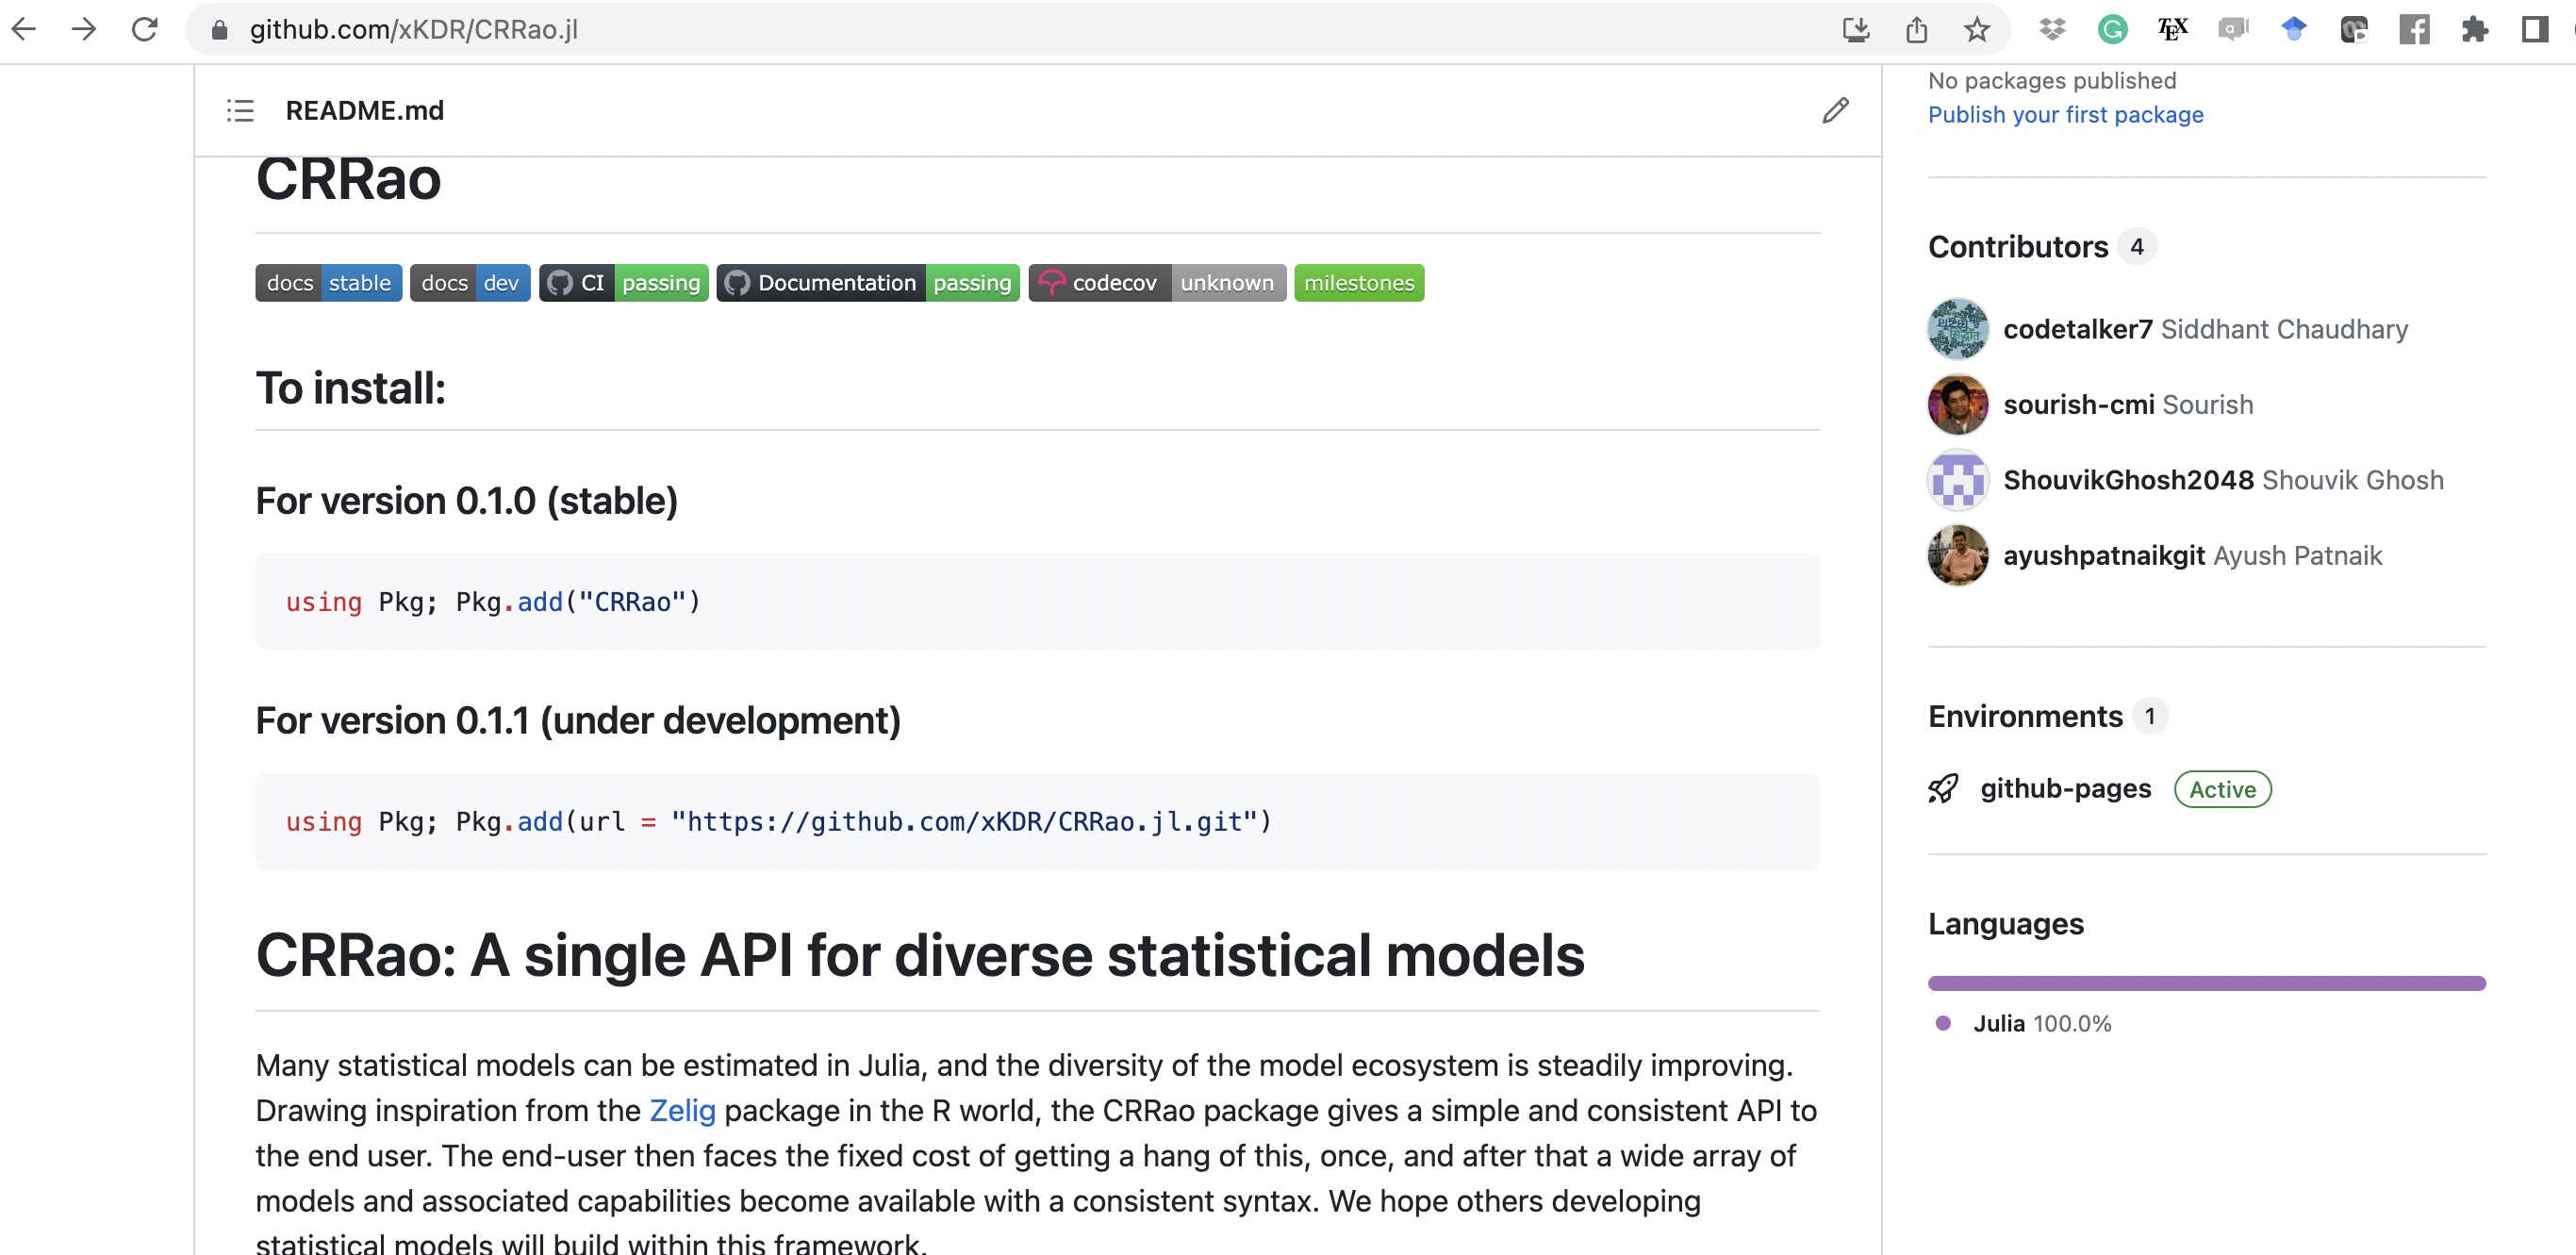 github.com/xKDR/CRRao.jl
README.md
CRRao
docs stable docs dev CI passing Documentation passing codecov unknown milestones
To install:
For version 0.1.0 (stable)
using Pkg; Pkg.add("CRRao")
For version 0.1.1 (under development)
using Pkg; Pkg.add(url = "https://github.com/xKDR/CRRao.jl.git")
CRRao: A single API for diverse statistical models
Many statistical models can be estimated in Julia, and the diversity of the model ecosystem is steadily improving.
Drawing inspiration from the Zelig package in the R world, the CRRao package gives a simple and consistent API to
the end user. The end-user then faces the fixed cost of getting a hang of this, once, and after that a wide array of
models and associated capabilities become available with a consistent syntax. We hope others developing
statistical models will build within this framework.
No packages published
Publish your first package
Contributors 4
codetalker7 Siddhant Chaudhary
sourish-cmi Sourish
ShouvikGhosh2048 Shouvik Ghosh
ayushpatnaikgit Ayush Patnaik
Environments 1
github-pages Active
Languages
Julia 100.0%